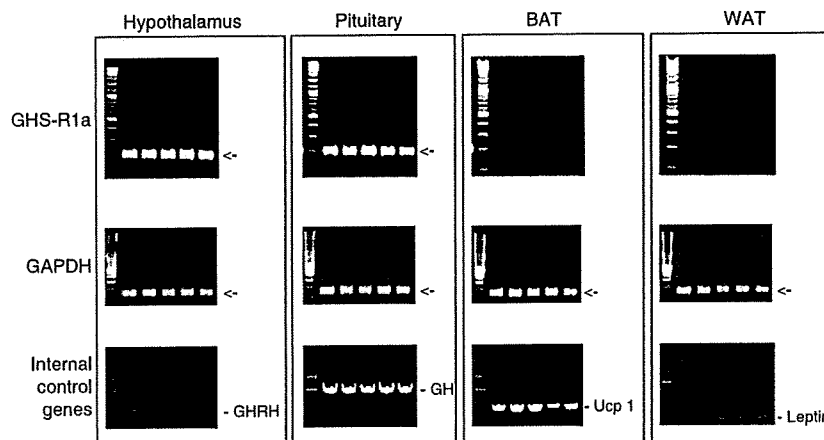 Hypothalamus Pituitary BAT WAT
GHS-R1a <- <-
GAPDH <- <- <- <-
Internal
control
genes
- GHRH - GH - Ucp 1 - Leptin